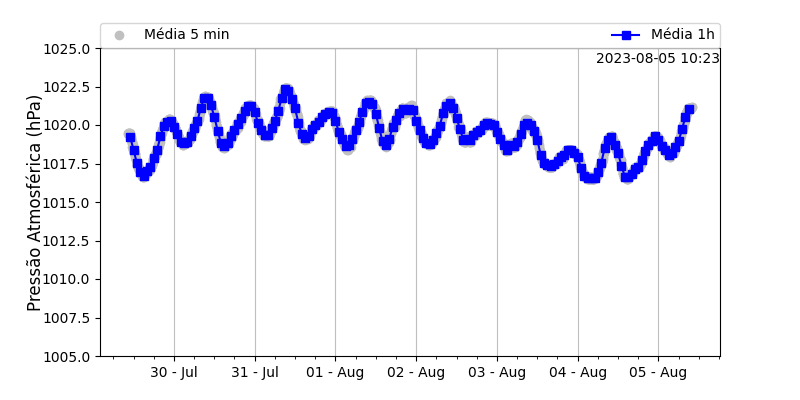 Média 5 min
Média 1h
2023-08-05 10:23
Pressão Atmosférica (hPa)
1025.0
1022.5
1020.0
1017.5
1015.0
1012.5
1010.0
1007.5
1005.0
30 - Jul
31 - Jul
01 - Aug
02 - Aug
03 - Aug
04 - Aug
05 - Aug